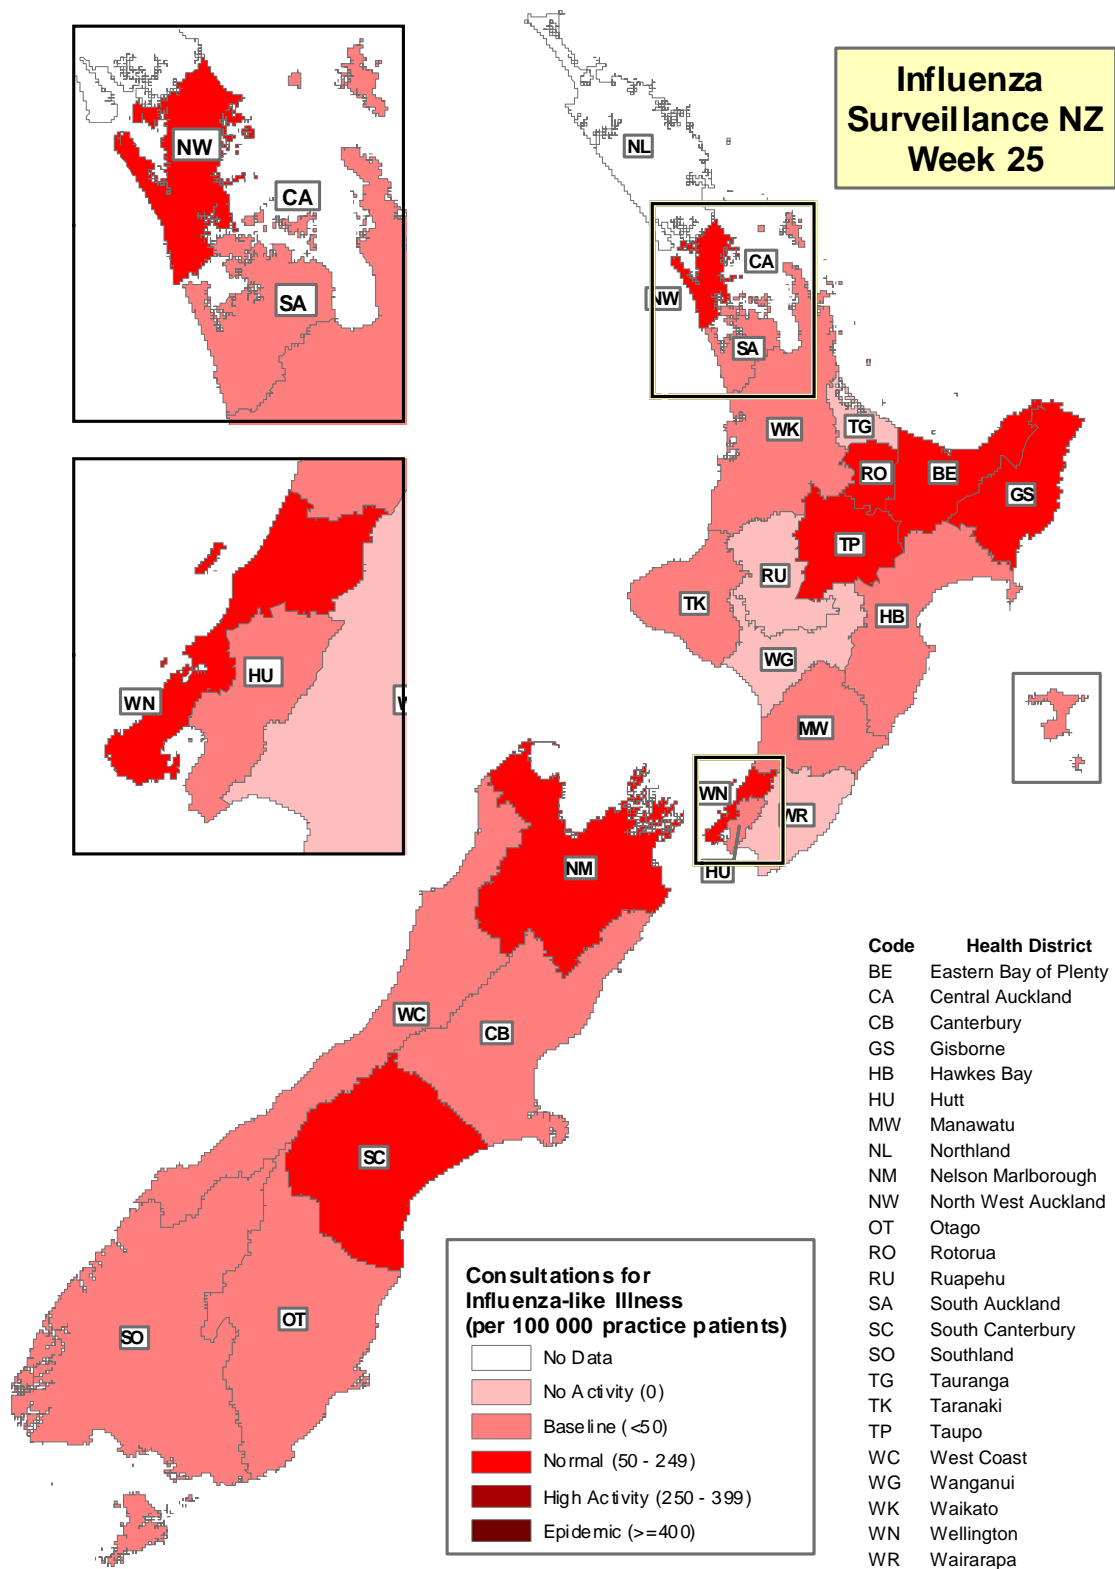 Influenza
Surveillance NZ
Week 25
NW
CA
SA
NL
CA
NW
SA
WK
TG
RO
BE
GS
TP
RU
TK
HB
WG
MW
WN
WR
HU
HU
WN
W
NM
WC
CB
SC
OT
SO
Consultations for
Influenza-like Illness
(per 100 000 practice patients)
No Data
No Activity (0)
Baseline (<50)
Normal (50 - 249)
High Activity (250 - 399)
Epidemic (>=400)
Code Health District
BE Eastern Bay of Plenty
CA Central Auckland
CB Canterbury
GS Gisborne
HB Hawkes Bay
HU Hutt
MW Manawatu
NL Northland
NM Nelson Marlborough
NW North West Auckland
OT Otago
RO Rotorua
RU Ruapehu
SA South Auckland
SC South Canterbury
SO Southland
TG Tauranga
TK Taranaki
TP Taupo
WC West Coast
WG Wanganui
WK Waikato
WN Wellington
WR Wairarapa